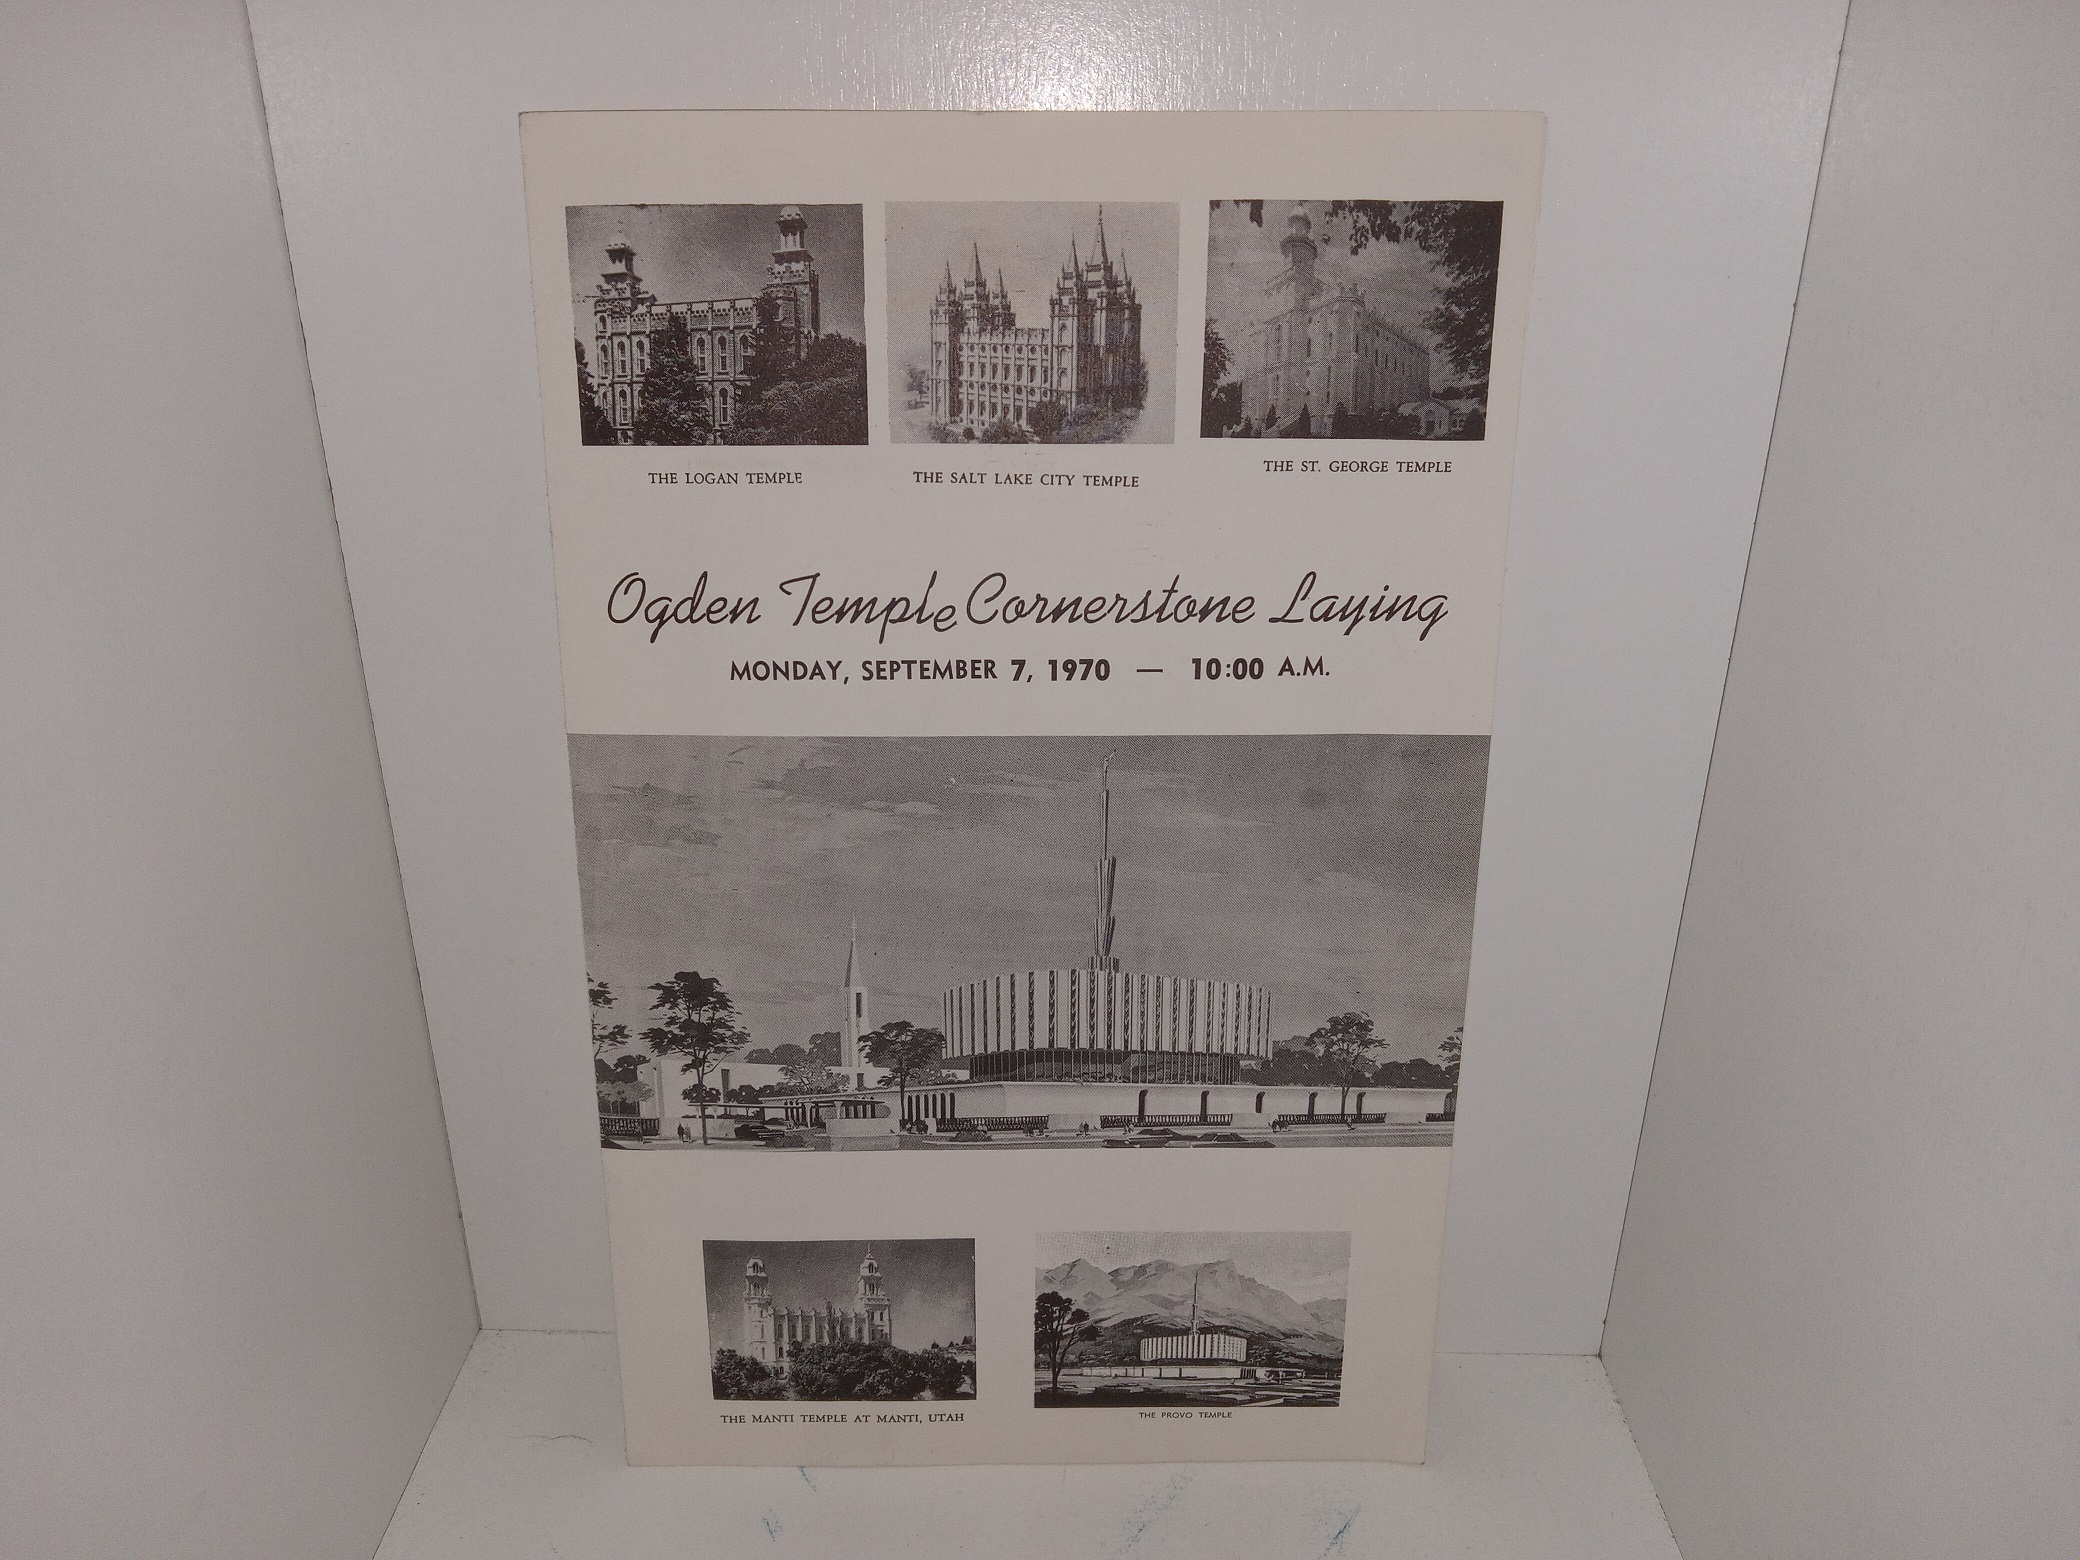 THE LOGAN TEMPLE
THE SALT LAKE CITY TEMPLE
THE ST. GEORGE TEMPLE
Ogden Temple Cornerstone Laying
MONDAY, SEPTEMBER 7, 1970 — 10:00 A.M.
THE MANTI TEMPLE AT MANTI, UTAH
THE PROVO TEMPLE